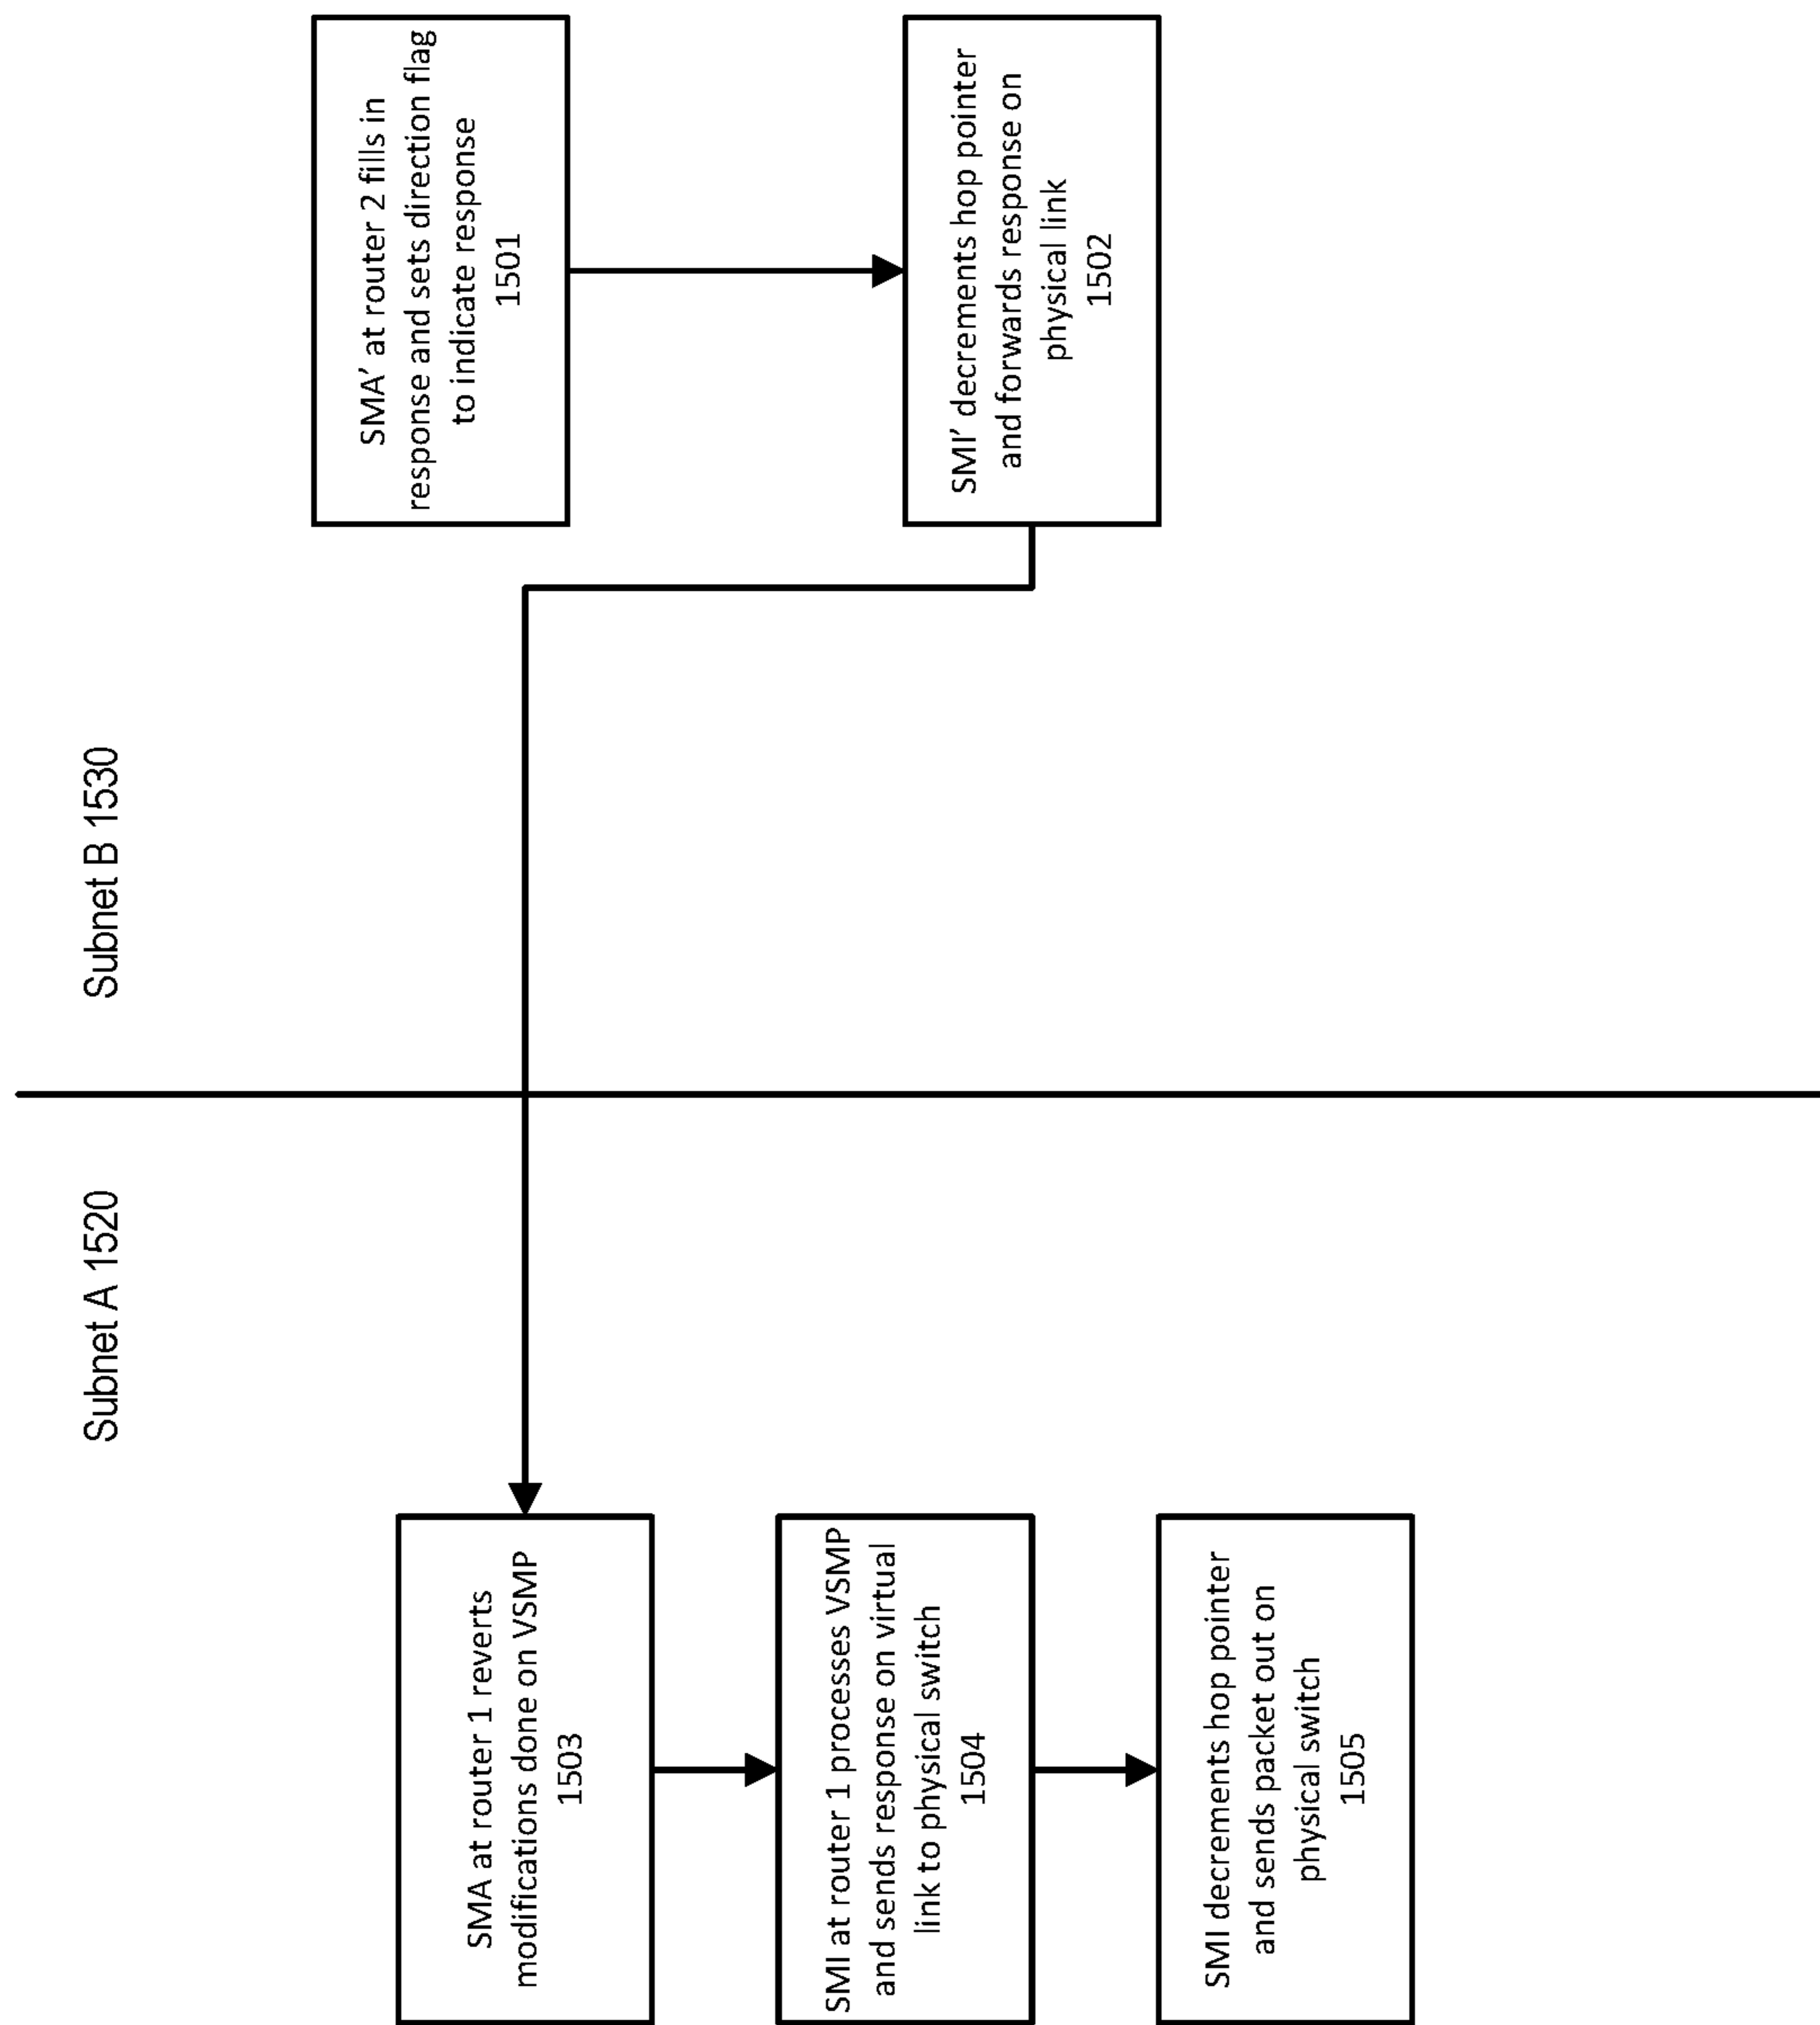 Subnet A 1520
Subnet B 1530
SMA' at router 2 fills in
response and sets direction flag
to indicate response
1501
SMI' decrements hop pointer
and forwards response on
physical link
1502
SMA at router 1 reverts
modifications done on VSMP
1503
SMI at router 1 processes VSMP
and sends response on virtual
link to physical switch
1504
SMI decrements hop pointer
and sends packet out on
physical switch
1505